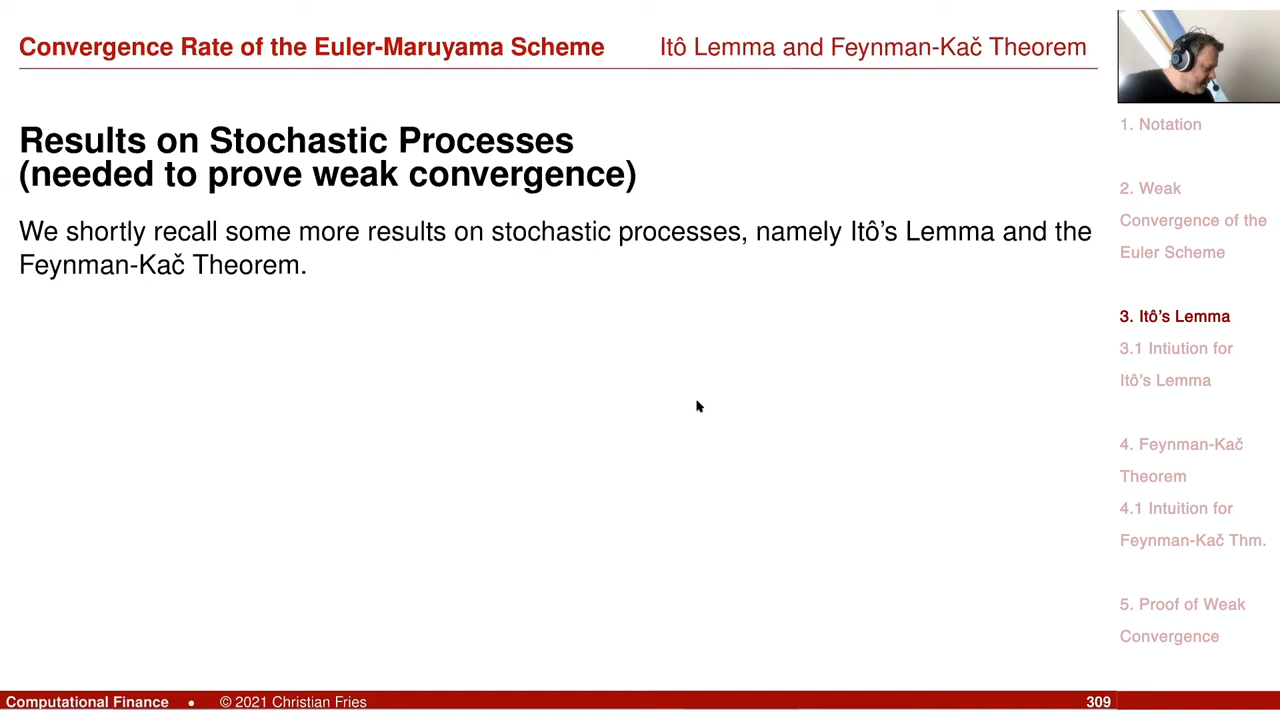 Convergence Rate of the Euler-Maruyama Scheme Itô Lemma and Feynman-Kač Theorem
Results on Stochastic Processes
(needed to prove weak convergence)
We shortly recall some more results on stochastic processes, namely Itô's Lemma and the
Feynman-Kač Theorem.
1. Notation
2. Weak
Convergence of the
Euler Scheme
3. Itô's Lemma
3.1 Intiution for
Itô's Lemma
4. Feynman-Kač
Theorem
4.1 Intuition for
Feynman-Kač Thm.
5. Proof of Weak
Convergence
Computational Finance • © 2021 Christian Fries 309